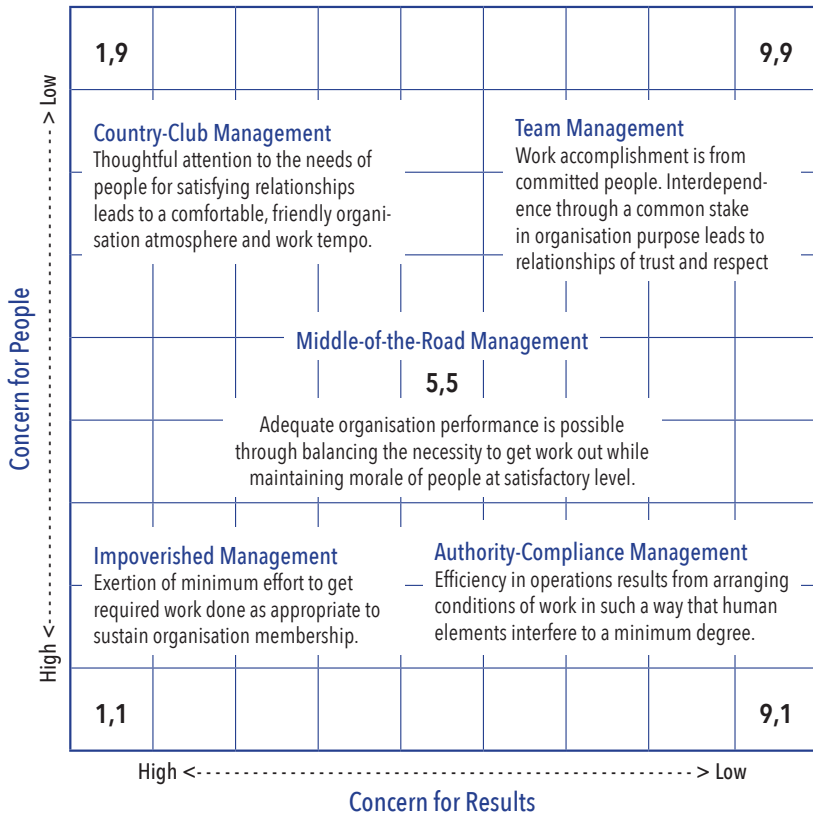 1,9
9,9
Country-Club Management
Thoughtful attention to the needs of
people for satisfying relationships
leads to a comfortable, friendly organi-
sation atmosphere and work tempo.
Team Management
Work accomplishment is from
committed people. Interdepend-
ence through a common stake
in organisation purpose leads to
relationships of trust and respect
Middle-of-the-Road Management
5,5
Adequate organisation performance is possible
through balancing the necessity to get work out while
maintaining morale of people at satisfactory level.
Impoverished Management
Exertion of minimum effort to get
required work done as appropriate to
sustain organisation membership.
Authority-Compliance Management
Efficiency in operations results from arranging
conditions of work in such a way that human
elements interfere to a minimum degree.
1,1
9,1
Concern for People
High <- - - - - - - - - - - - - - - - - - - - - - - - - - - - - - - - - - - - - - - - - - - - - - - - - - - > Low
High <- - - - - - - - - - - - - - - - - - - - - - - - - - - - - - - - - - - - - - - - - - - - - - - - - - - > Low
Concern for Results